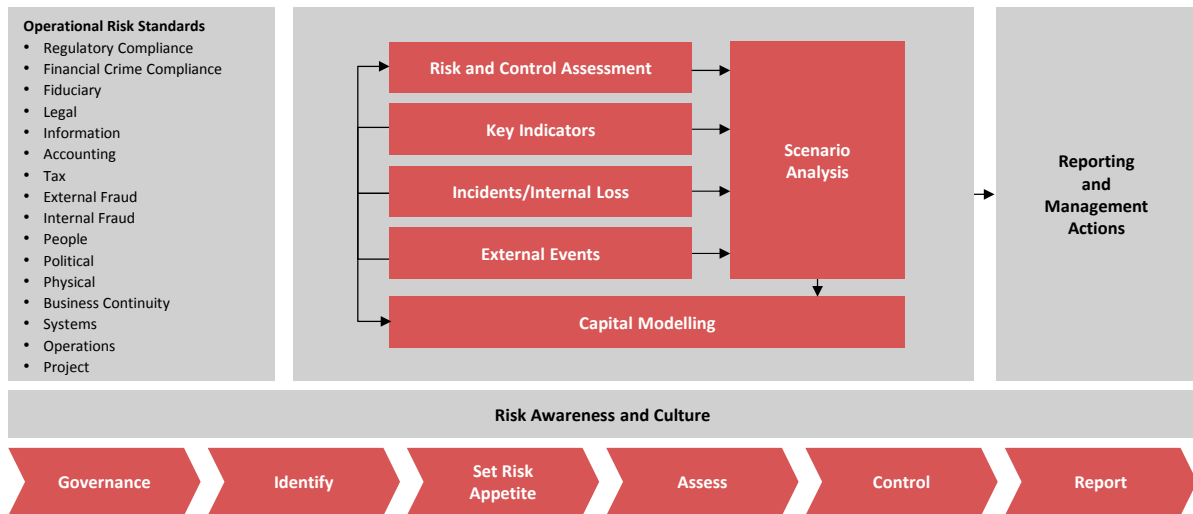 Operational Risk Standards
• Regulatory Compliance
• Financial Crime Compliance
• Fiduciary
• Legal
• Information
• Accounting
• Tax
• External Fraud
• Internal Fraud
• People
• Political
• Physical
• Business Continuity
• Systems
• Operations
• Project
Risk and Control Assessment
Key Indicators
Incidents/Internal Loss
External Events
Scenario
Analysis
Capital Modelling
Reporting
and
Management
Actions
Risk Awareness and Culture
Governance
Identify
Set Risk
Appetite
Assess
Control
Report